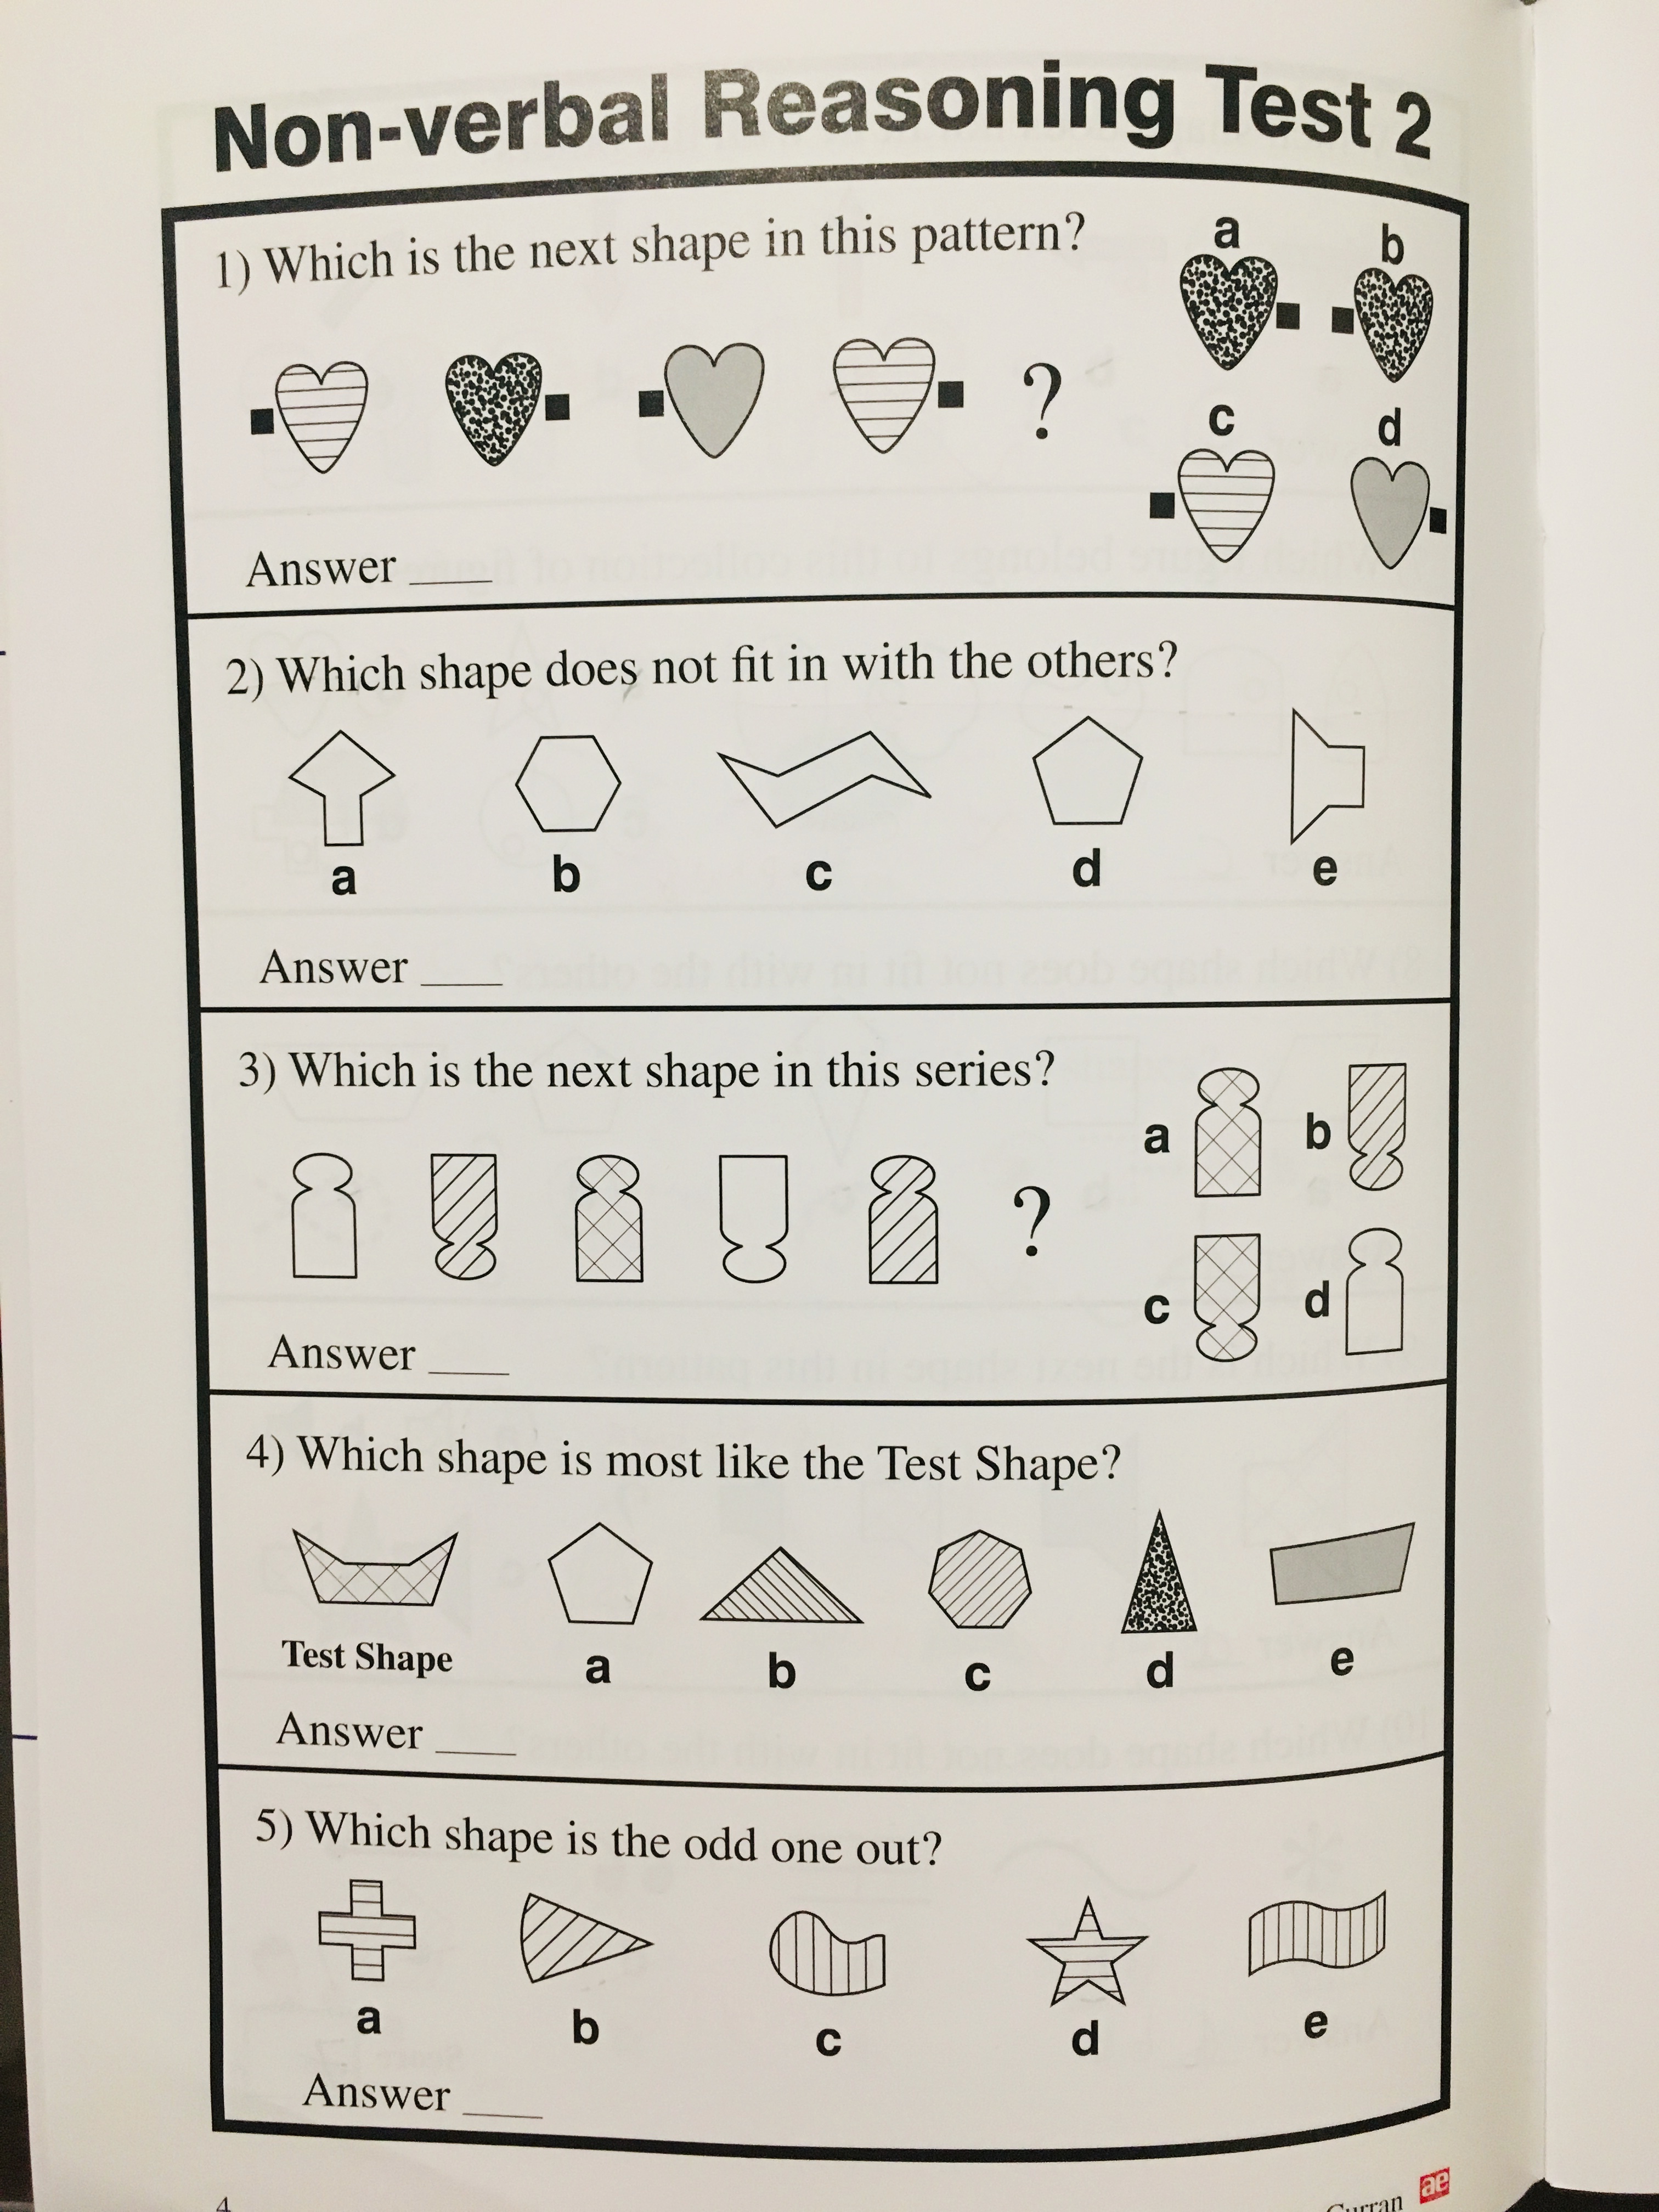 Non-verbal Reasoning Test 2
1) Which is the next shape in this pattern?
a
b
?
c
d
Answer ____
2) Which shape does not fit in with the others?
a b c d e
Answer ____
3) Which is the next shape in this series?
a
b
?
c
d
Answer ____
4) Which shape is most like the Test Shape?
Test Shape a b c d e
Answer ____
5) Which shape is the odd one out?
a b c d e
Answer ____
4
Curran ae